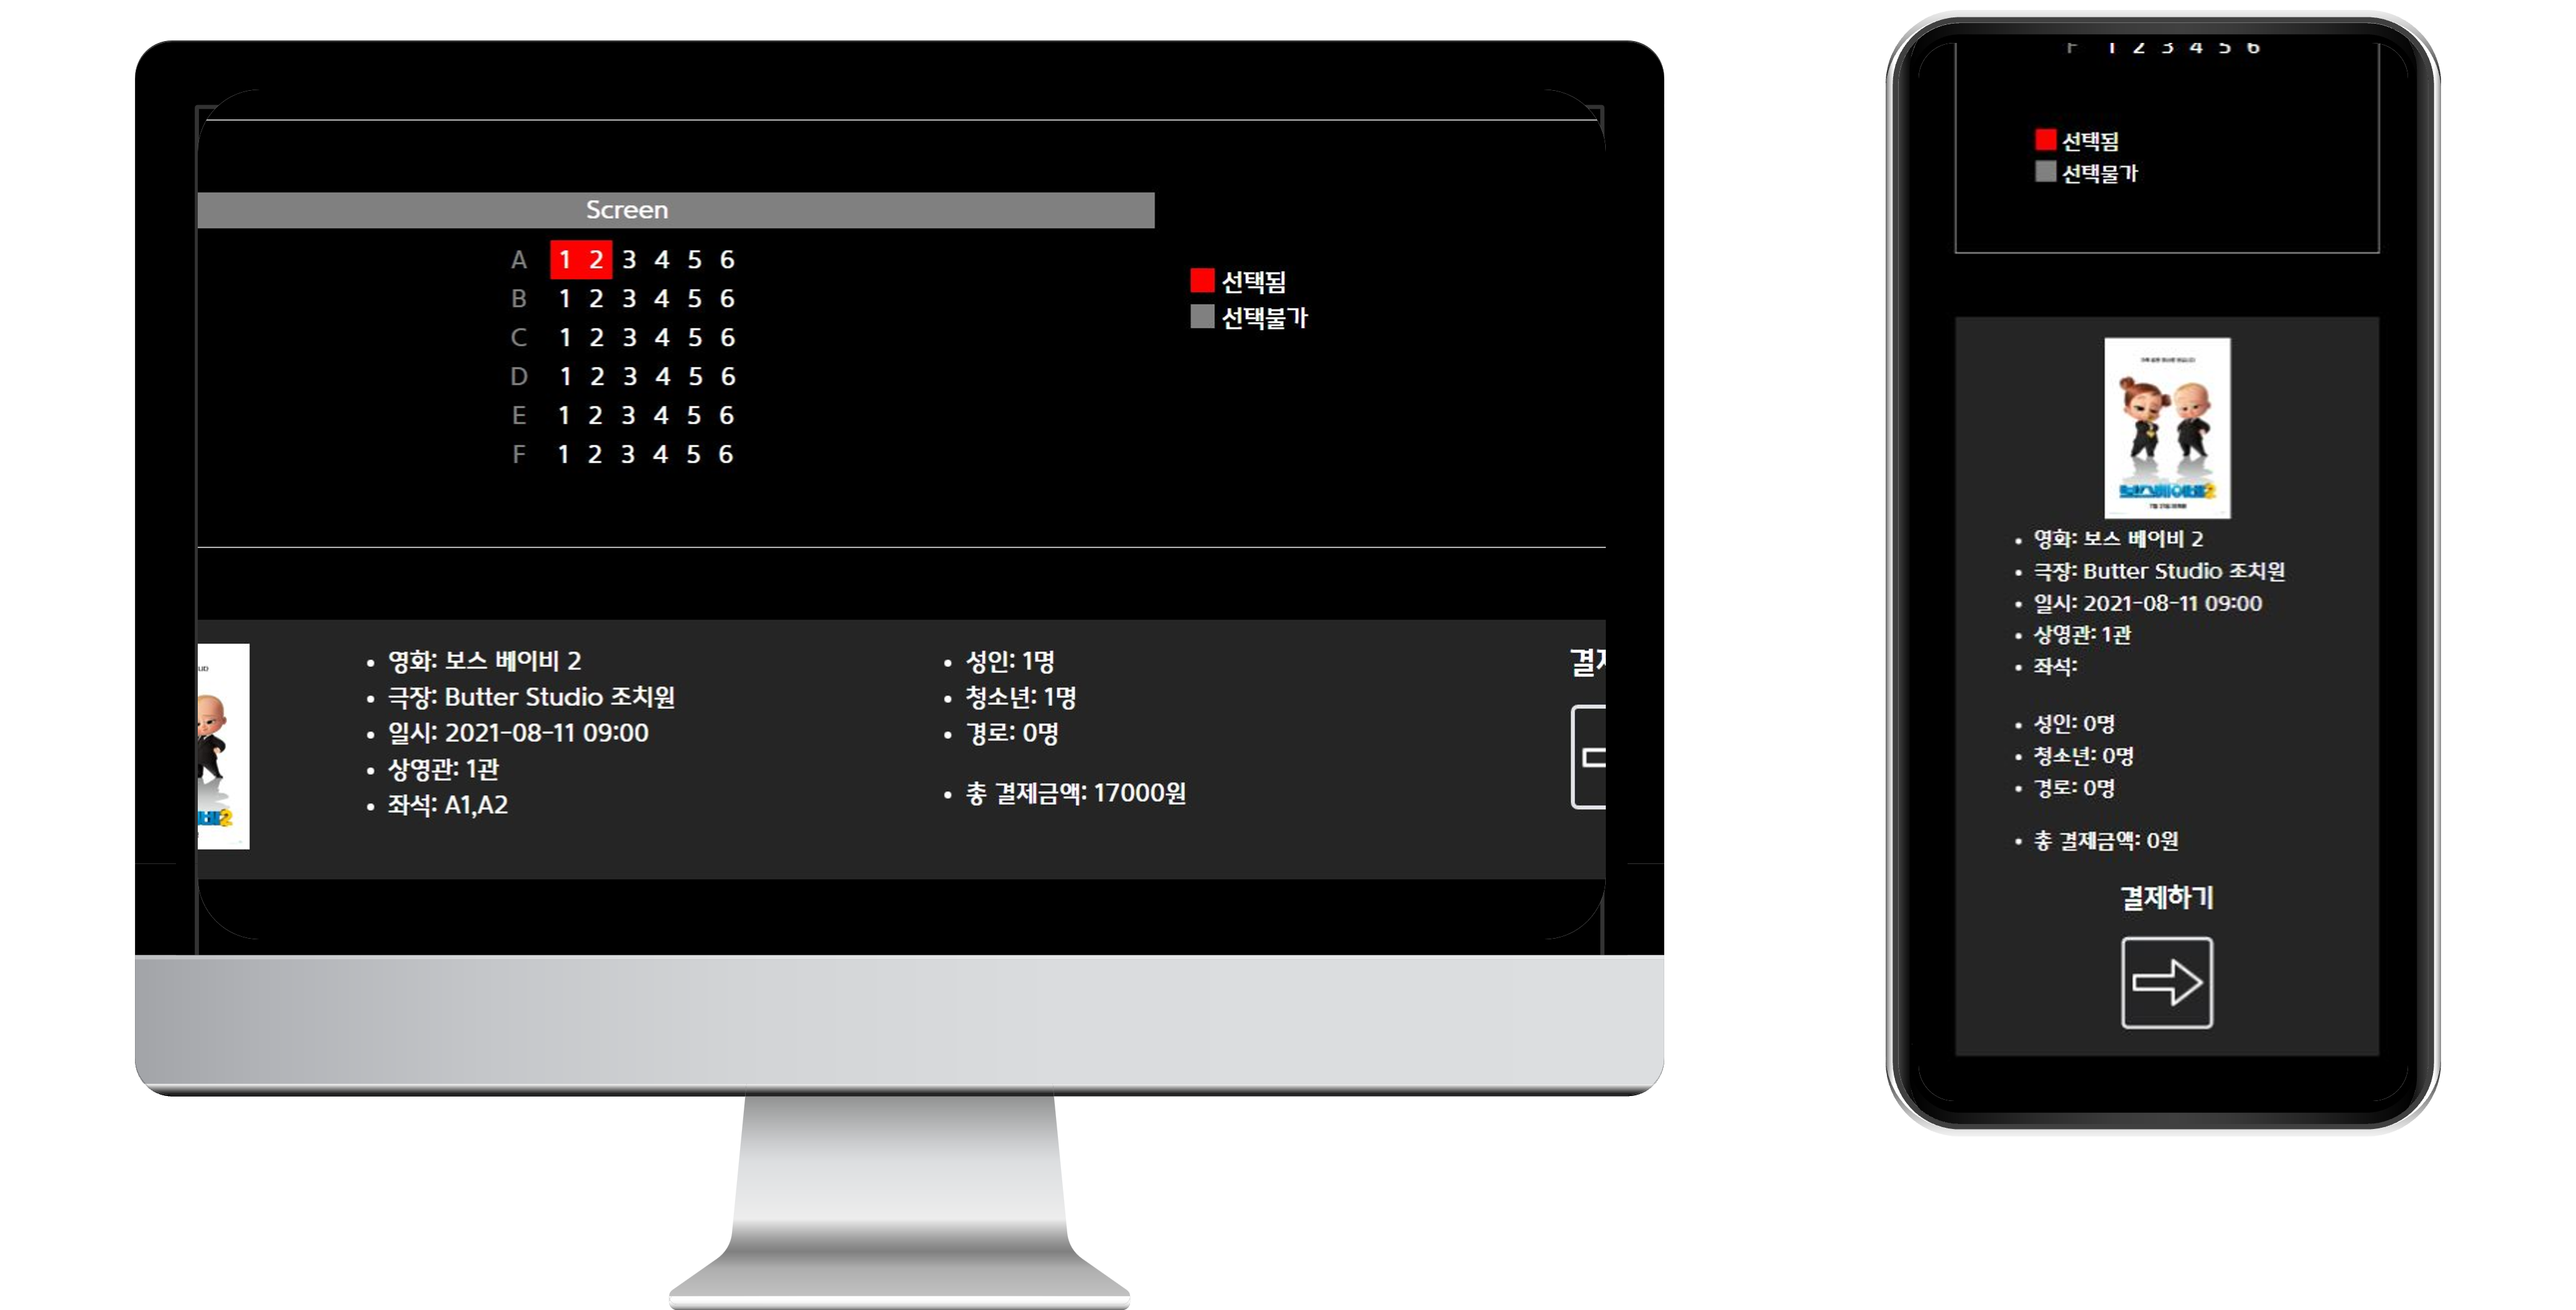 Screen
A 1 2 3 4 5 6
B 1 2 3 4 5 6
C 1 2 3 4 5 6
D 1 2 3 4 5 6
E 1 2 3 4 5 6
F 1 2 3 4 5 6
선택됨
선택불가
영화: 보스 베이비 2
극장: Butter Studio 조치원
일시: 2021-08-11 09:00
상영관: 1관
좌석: A1,A2
성인: 1명
청소년: 1명
경로: 0명
총 결제금액: 17000원
F 1 2 3 4 5 6
선택됨
선택불가
보스베이비2
영화: 보스 베이비 2
극장: Butter Studio 조치원
일시: 2021-08-11 09:00
상영관: 1관
좌석:
성인: 0명
청소년: 0명
경로: 0명
총 결제금액: 0원
결제하기